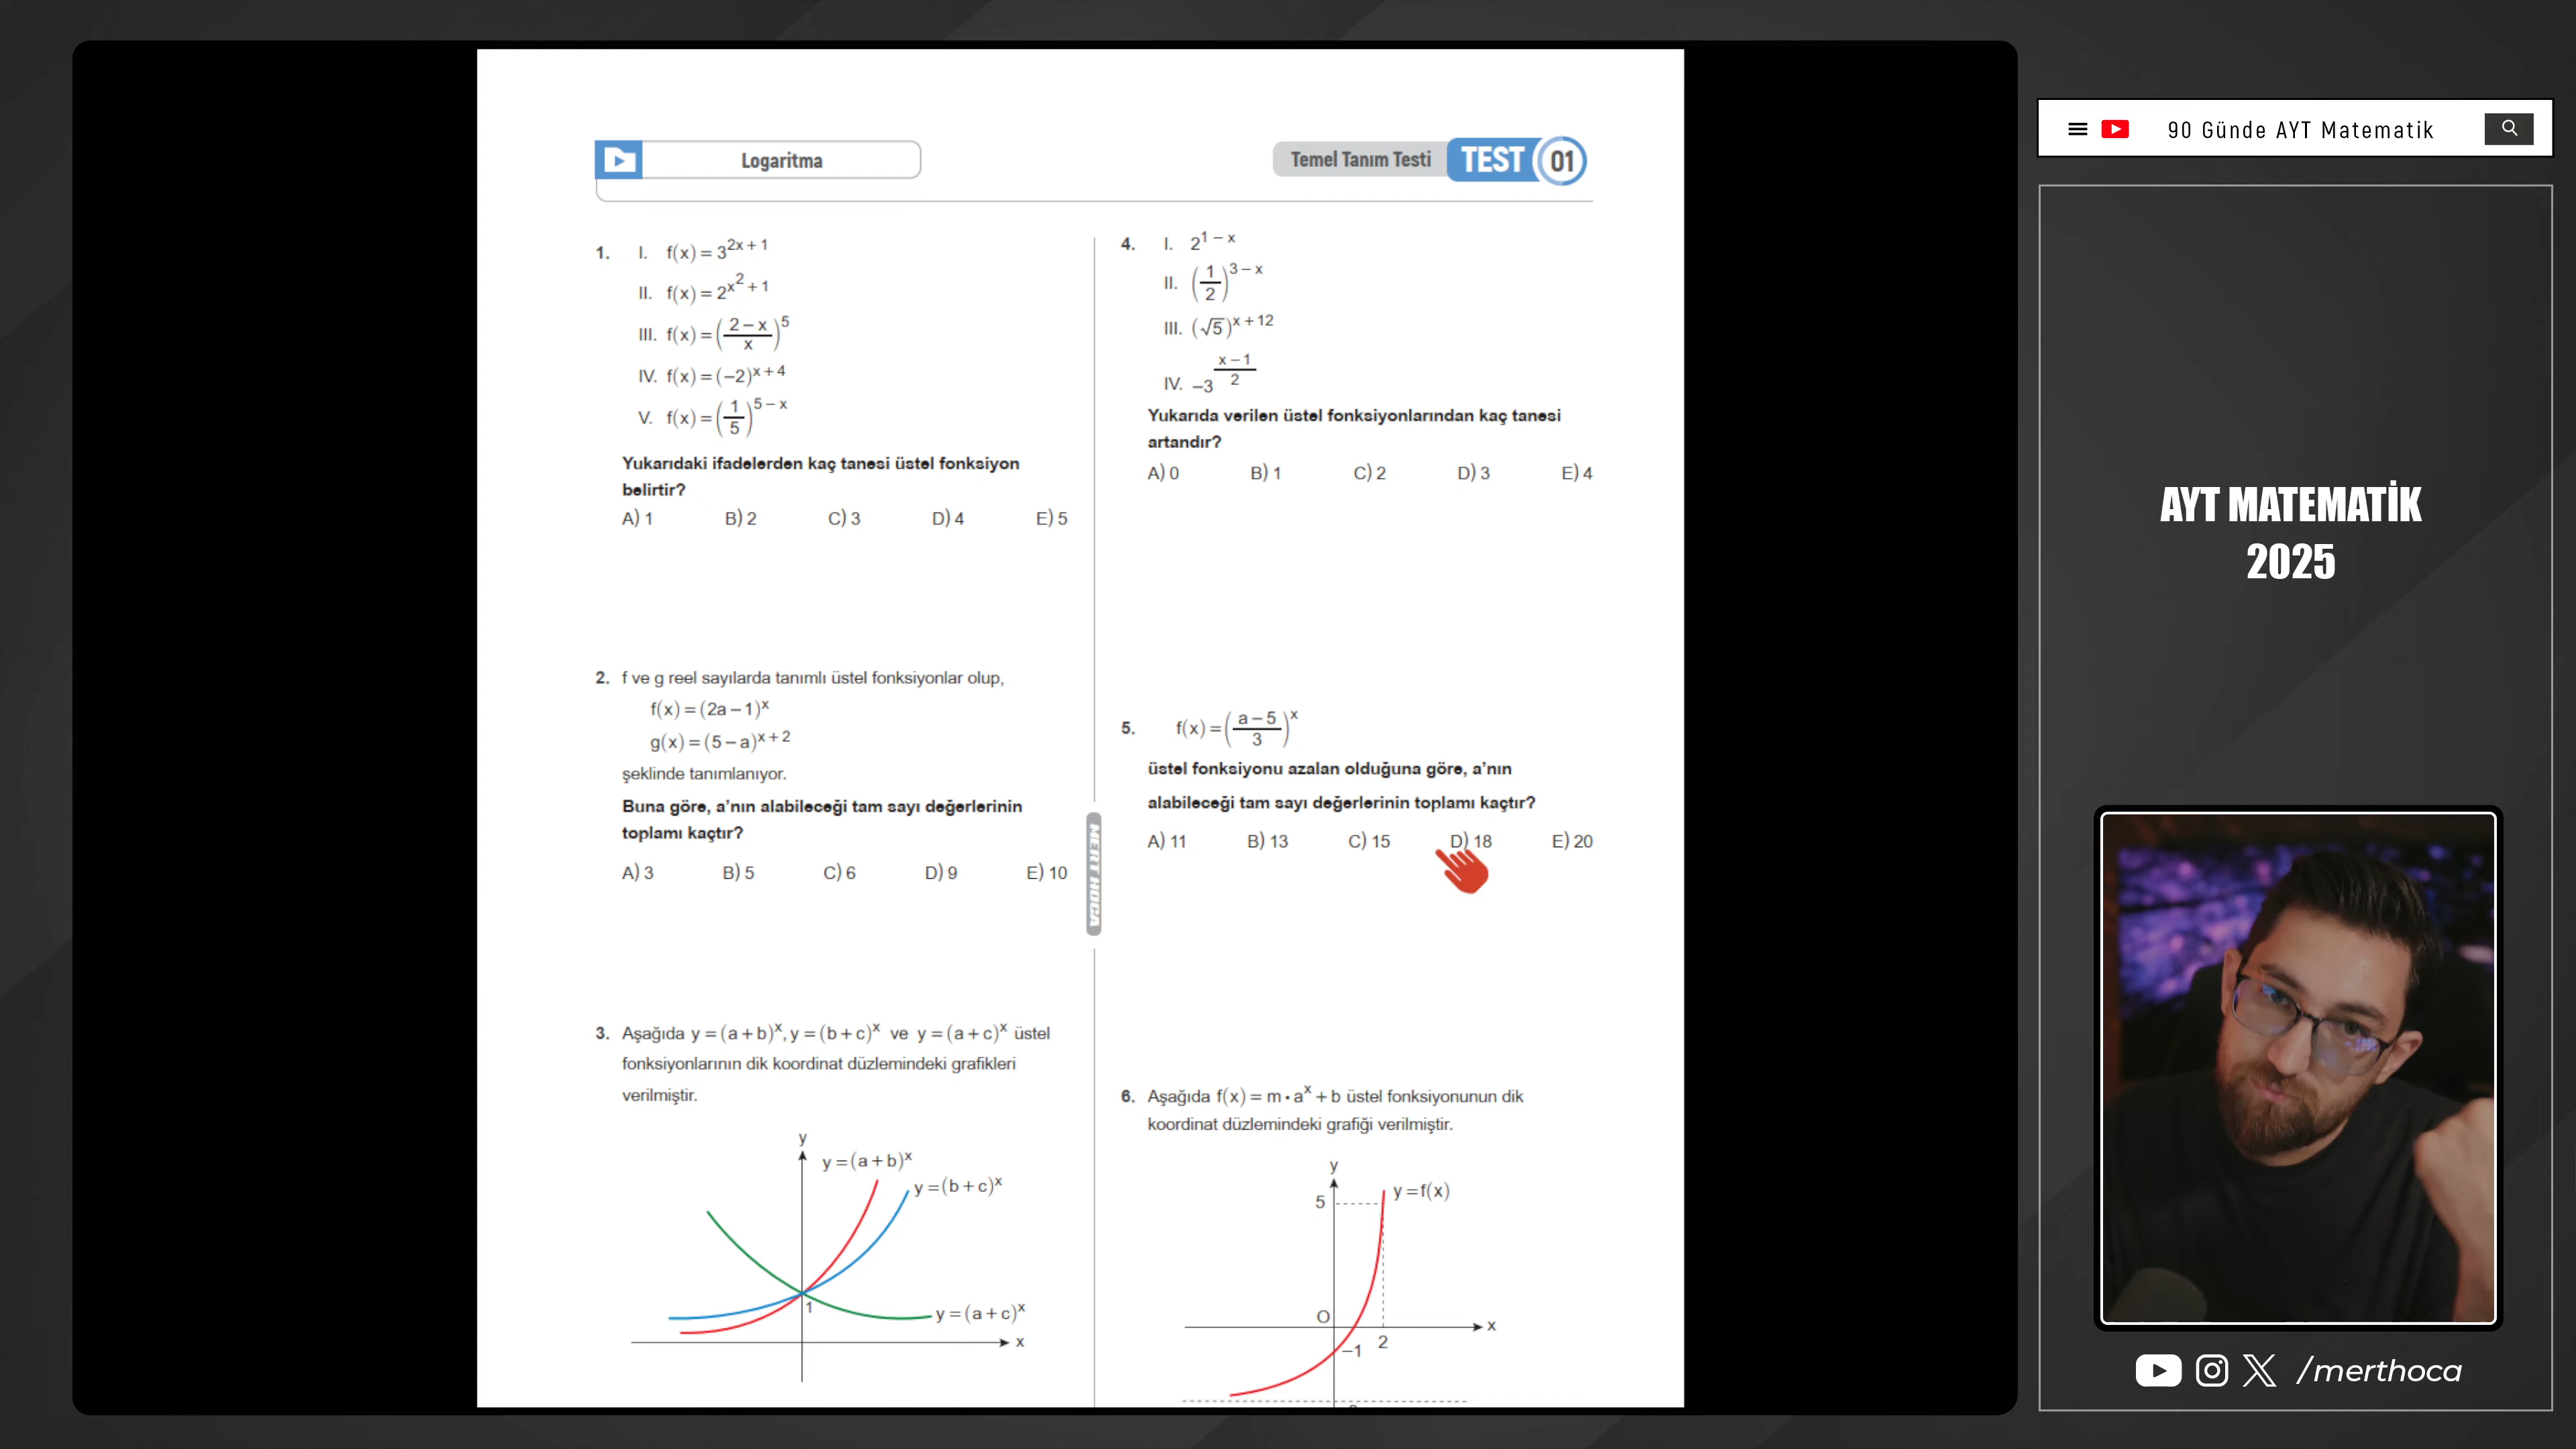 Logaritma
Temel Tanım Testi TEST 01
1. I. f(x) = 3^{2x + 1}
II. f(x) = 2^{x^2 + 1}
III. f(x) = ((2 – x)/x)^5
IV. f(x) = (–2)^{x + 4}
V. f(x) = (1/5)^{5 – x}
Yukarıdaki ifadelerden kaç tanesi üstel fonksiyon
belirtir?
A) 1 B) 2 C) 3 D) 4 E) 5
2. f ve g reel sayılarda tanımlı üstel fonksiyonlar olup,
f(x) = (2a – 1)^x
g(x) = (5 – a)^{x + 2}
şeklinde tanımlanıyor.
Buna göre, a'nın alabileceği tam sayı değerlerinin
toplamı kaçtır?
A) 3 B) 5 C) 6 D) 9 E) 10
3. Aşağıda y = (a + b)^x, y = (b + c)^x ve y = (a + c)^x üstel
fonksiyonlarının dik koordinat düzlemindeki grafikleri
verilmiştir.
y
y = (a + b)^x
y = (b + c)^x
1
y = (a + c)^x
x
MERT HOCA
4. I. 2^{1 – x}
II. (1/2)^{3 – x}
III. (√5)^{x + 12}
IV. –3^{(x – 1)/2}
Yukarıda verilen üstel fonksiyonlarından kaç tanesi
artandır?
A) 0 B) 1 C) 2 D) 3 E) 4
5. f(x) = ((a – 5)/3)^x
üstel fonksiyonu azalan olduğuna göre, a'nın
alabileceği tam sayı değerlerinin toplamı kaçtır?
A) 11 B) 13 C) 15 D) 18 E) 20
6. Aşağıda f(x) = m • a^x + b üstel fonksiyonunun dik
koordinat düzlemindeki grafiği verilmiştir.
y
5
y = f(x)
O
x
–1
2
90 Günde AYT Matematik
AYT MATEMATİK
2025
/merthoca